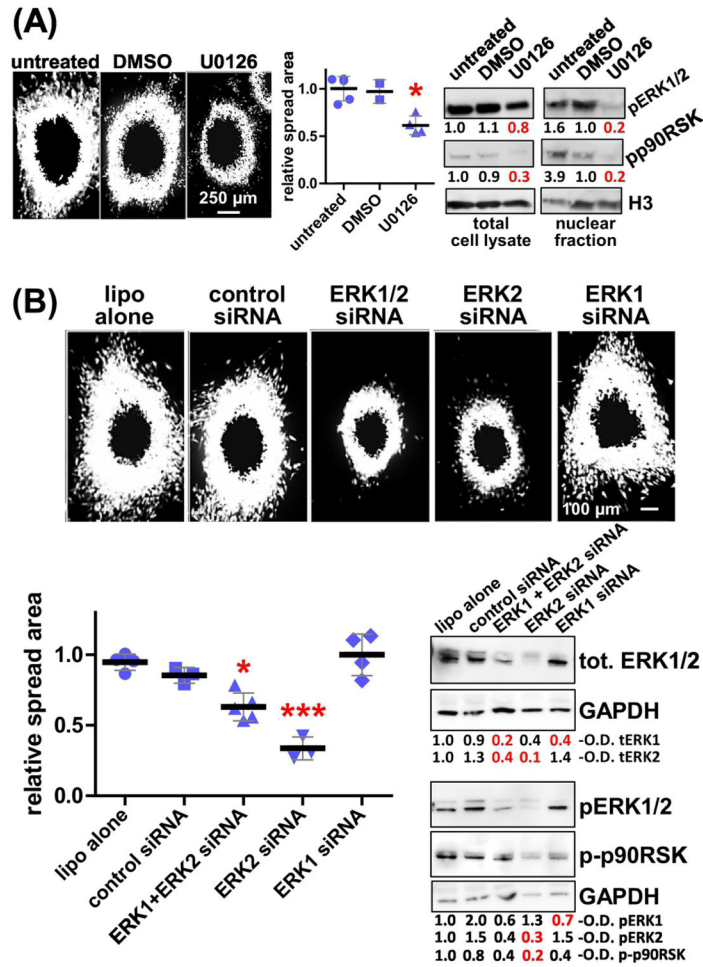 (A)
untreated DMSO U0126
250 µm
relative spread area
1.0
0.5
0.0
*
untreated DMSO U0126
untreated DMSO U0126 untreated DMSO U0126
pERK1/2
1.0 1.1 0.8 1.6 1.0 0.2
pp90RSK
1.0 0.9 0.3 3.9 1.0 0.2
H3
total nuclear
cell lysate fraction
(B)
lipo control ERK1/2 ERK2 ERK1
alone siRNA siRNA siRNA siRNA
100 µm
relative spread area
1.0
0.5
0.0
*
***
lipo alone control siRNA ERK1+ERK2 siRNA ERK2 siRNA ERK1 siRNA
lipo alone control siRNA ERK1 + ERK2 siRNA ERK2 siRNA ERK1 siRNA
tot. ERK1/2
GAPDH
1.0 0.9 0.2 0.4 0.4 -O.D. tERK1
1.0 1.3 0.4 0.1 1.4 -O.D. tERK2
pERK1/2
p-p90RSK
GAPDH
1.0 2.0 0.6 1.3 0.7 -O.D. pERK1
1.0 1.5 0.4 0.3 1.5 -O.D. pERK2
1.0 0.8 0.4 0.2 0.4 -O.D. p-p90RSK